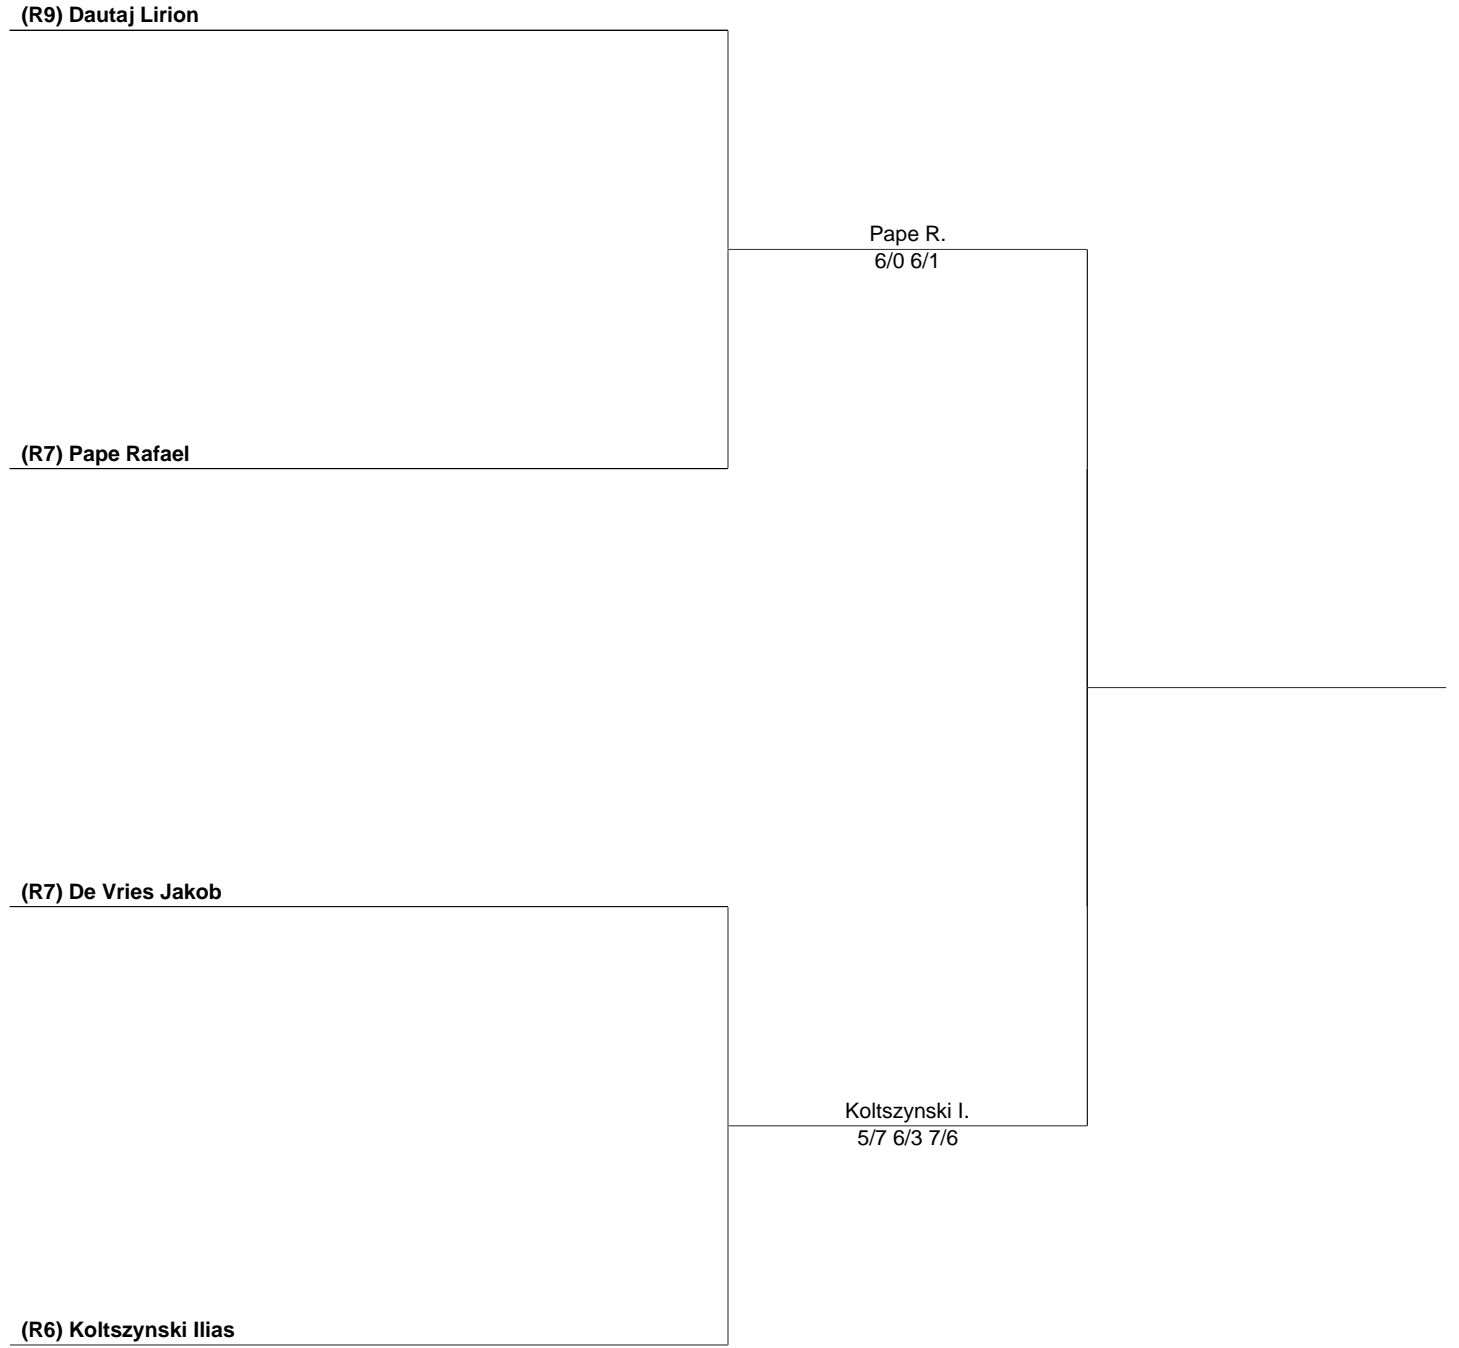 (R9) Dautaj Lirion
Pape R.
6/0 6/1
(R7) Pape Rafael
(R7) De Vries Jakob
Koltszynski I.
5/7 6/3 7/6
(R6) Koltszynski Ilias